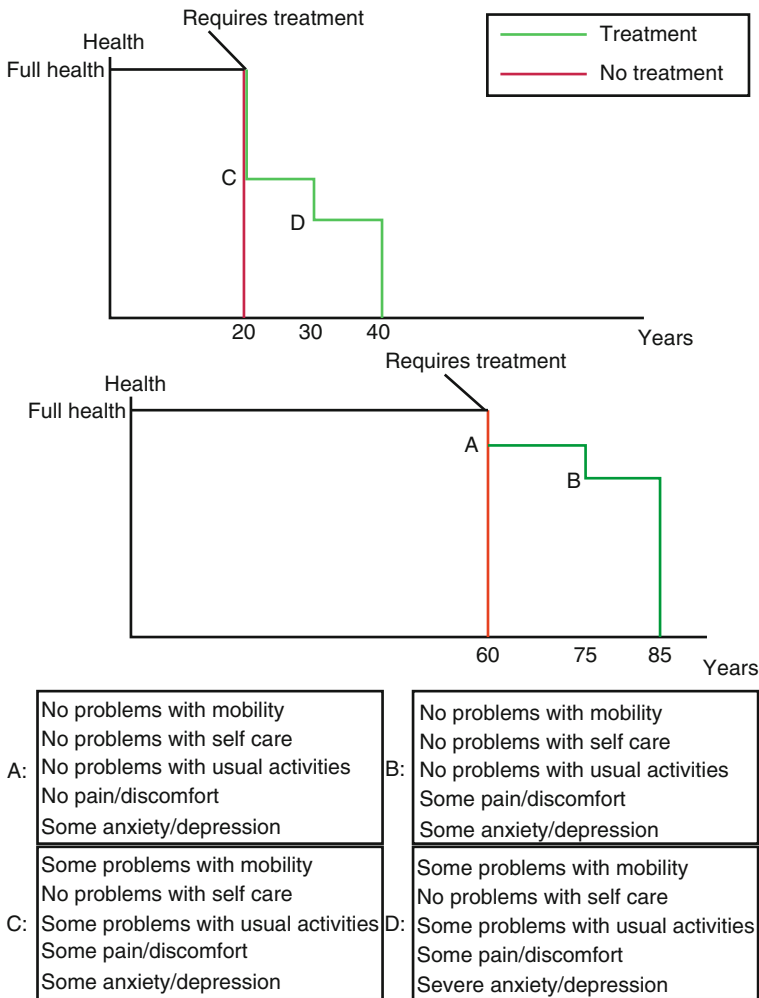 Requires treatment
Health
Full health
Treatment
No treatment
C
D
20 30 40
Years
Requires treatment
Health
Full health
A
B
60 75 85
Years
A:
No problems with mobility
No problems with self care
No problems with usual activities
No pain/discomfort
Some anxiety/depression
B:
No problems with mobility
No problems with self care
No problems with usual activities
Some pain/discomfort
Some anxiety/depression
C:
Some problems with mobility
No problems with self care
Some problems with usual activities
Some pain/discomfort
Some anxiety/depression
D:
Some problems with mobility
No problems with self care
Some problems with usual activities
Some pain/discomfort
Severe anxiety/depression